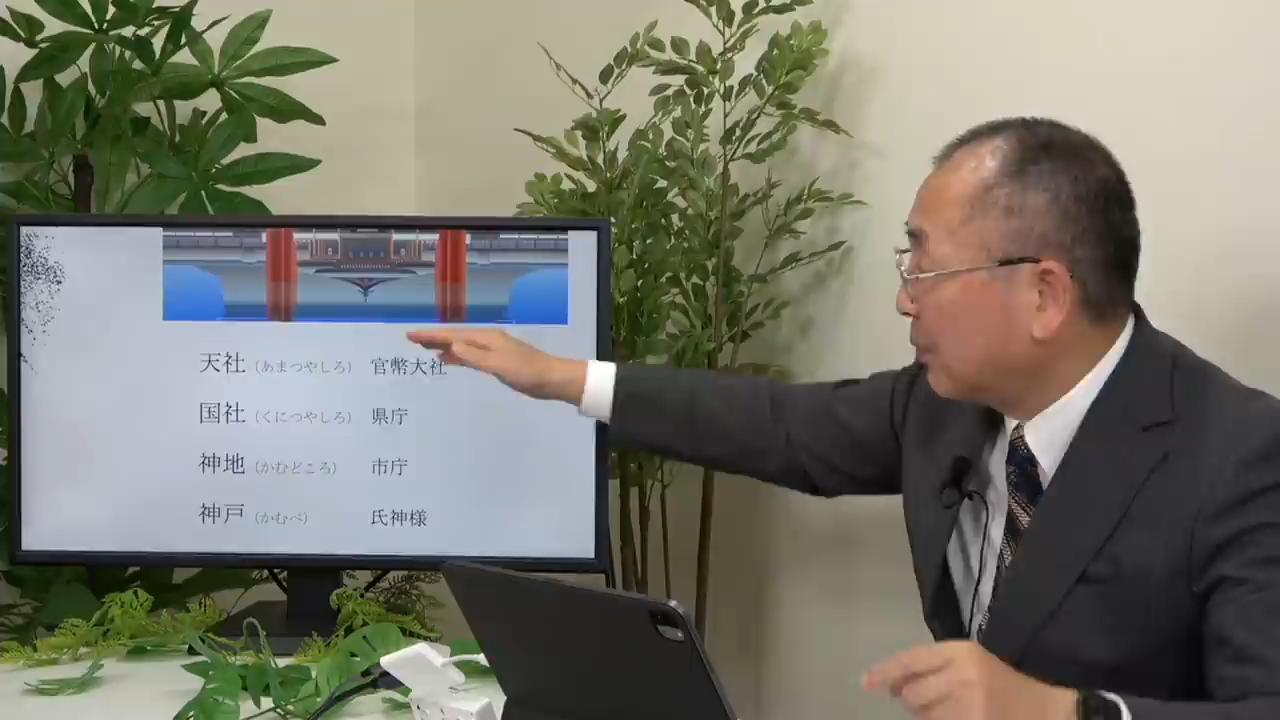 天社（あまつやしろ） 官幣大社
国社（くにつやしろ） 県庁
神地（かむどころ） 市庁
神戸（かむべ） 氏神様